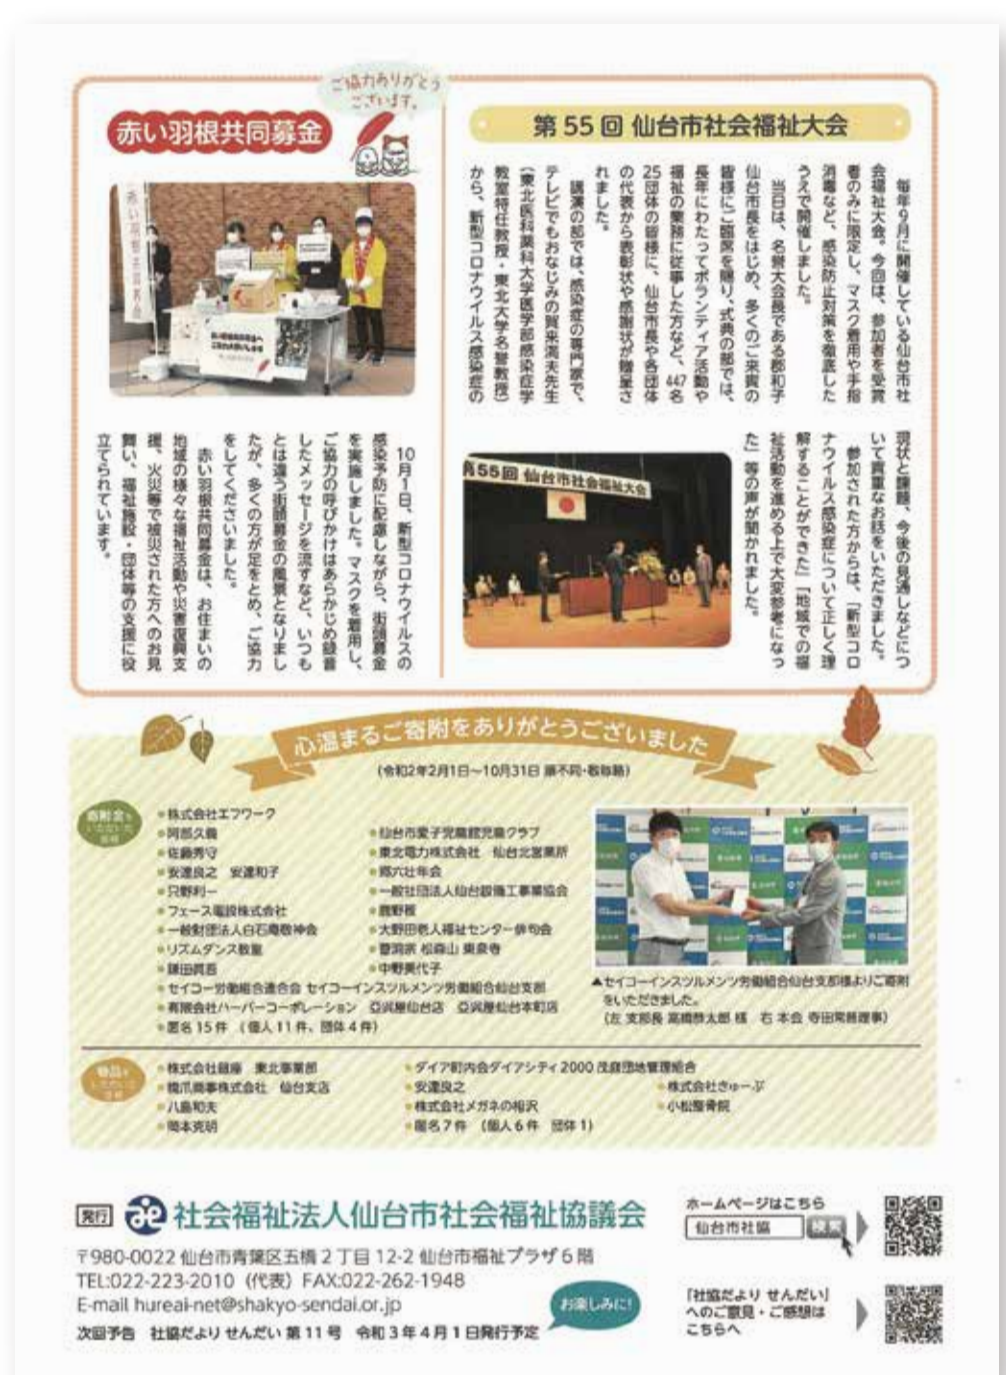 第55回 仙台市社会福祉大会
毎年9月に開催している仙台市社
会福祉大会。今回は、参加者を受賞
者のみに限定し、マスク着用や手指
消毒など、感染防止対策を徹底した
うえで開催しました。
当日は、名誉大会長である郡和子
仙台市長をはじめ、多くのご来賓の
皆様にご臨席を賜り、式典の部では、
長年にわたってボランティア活動や
福祉の業務に従事した方など、447名
25団体の皆様に、仙台市長や各団体
の代表から表彰状や感謝状が贈呈さ
れました。
講演の部では、感染症の専門家で、
テレビでもおなじみの賀来満夫先生
(東北医科薬科大学医学部感染症学
教室特任教授・東北大学名誉教授)
から、新型コロナウイルス感染症の
現状と課題、今後の見通しなどにつ
いて貴重なお話をいただきました。
参加された方からは、「新型コロ
ナウイルス感染症について正しく理
解することができた」「地域での福
祉活動を進める上で大変参考になっ
た」等の声が聞かれました。
第55回 仙台市社会福祉大会
ご協力ありがとう
ございます。
赤い羽根共同募金
赤い羽根共同募金
赤い羽根共同募金へ
ご協力お願いします
10月1日、新型コロナウイルスの
感染予防に配慮しながら、街頭募金
を実施しました。マスクを着用し、
ご協力の呼びかけはあらかじめ録音
したメッセージを流すなど、いつも
とは違う街頭募金の風景となりまし
たが、多くの方が足をとめ、ご協力
をしてくださいました。
赤い羽根共同募金は、お住まいの
地域の様々な福祉活動や災害復興支
援、火災等で被災された方へのお見
舞い、福祉施設・団体等の支援に役
立てられています。
心温まるご寄附をありがとうございました
(令和2年2月1日～10月31日 順不同・敬称略)
寄附金を
いただいた
皆様
・株式会社エフワーク
・阿部久義
・佐藤秀守
・安達良之 安達和子
・只野利一
・フェース電設株式会社
・一般財団法人白石庵敬神会
・リズムダンス教室
・鎌田眞吾
・仙台市愛子児童館児童クラブ
・東北電力株式会社 仙台北営業所
・郷六壮年会
・一般社団法人仙台設備工事業協会
・大野田老人福祉センター俳句会
・曹洞宗 松森山 東泉寺
・中野美代子
・セイコー労働組合連合会 セイコーインスツルメンツ労働組合仙台支部
・有限会社ハーパーコーポレーション 亞呉屋仙台店 亞呉屋仙台本町店
・匿名15件 (個人11件、団体4件)
▲セイコーインスツルメンツ労働組合仙台支部様よりご寄附
をいただきました。
(左 支部長 高橋恭太郎 様 右 本会 寺田常務理事)
物品を
いただいた
皆様
・株式会社銀座 東北事業部
・橋爪商事株式会社 仙台支店
・八島和夫
・岡本克明
・ダイア町内会ダイアシティ2000茂庭団地管理組合
・安達良之
・株式会社メガネの相沢
・匿名7件 (個人6件 団体1)
・株式会社きゅーぶ
・小松整骨院
発行 社会福祉法人仙台市社会福祉協議会
〒980-0022 仙台市青葉区五橋2丁目12-2 仙台市福祉プラザ6階
TEL:022-223-2010 (代表) FAX:022-262-1948
E-mail hureai-net@shakyo-sendai.or.jp
次回予告 社協だより せんだい 第11号 令和3年4月1日発行予定
お楽しみに!
ホームページはこちら
仙台市社協 検索
「社協だより せんだい」
へのご意見・ご感想は
こちらへ